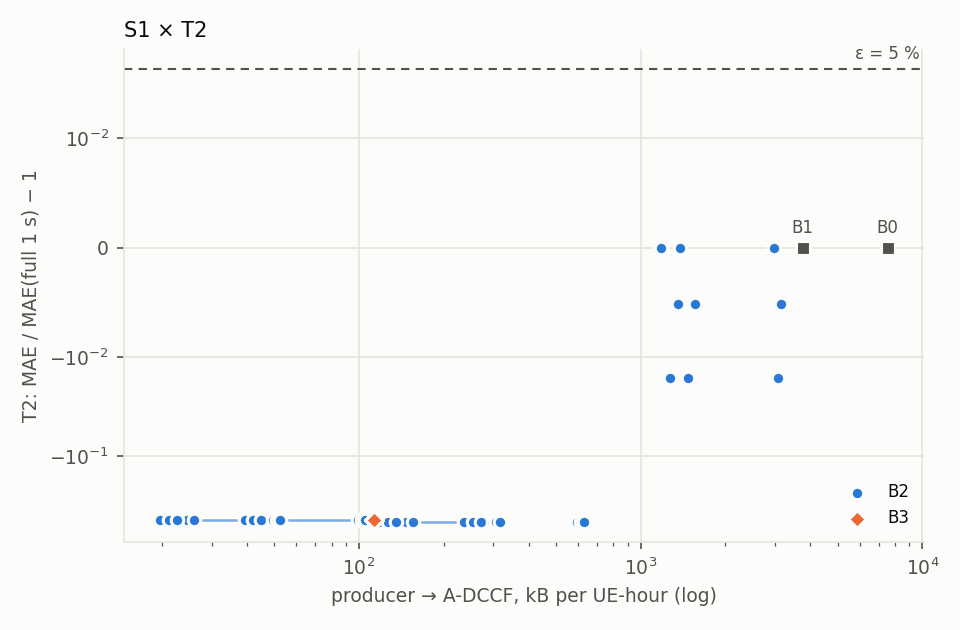 S1 × T2
ε = 5 %
10⁻²
0
−10⁻²
−10⁻¹
T2: MAE / MAE(full 1 s) − 1
B1
B0
B2
B3
10²
10³
10⁴
producer → A-DCCF, kB per UE-hour (log)